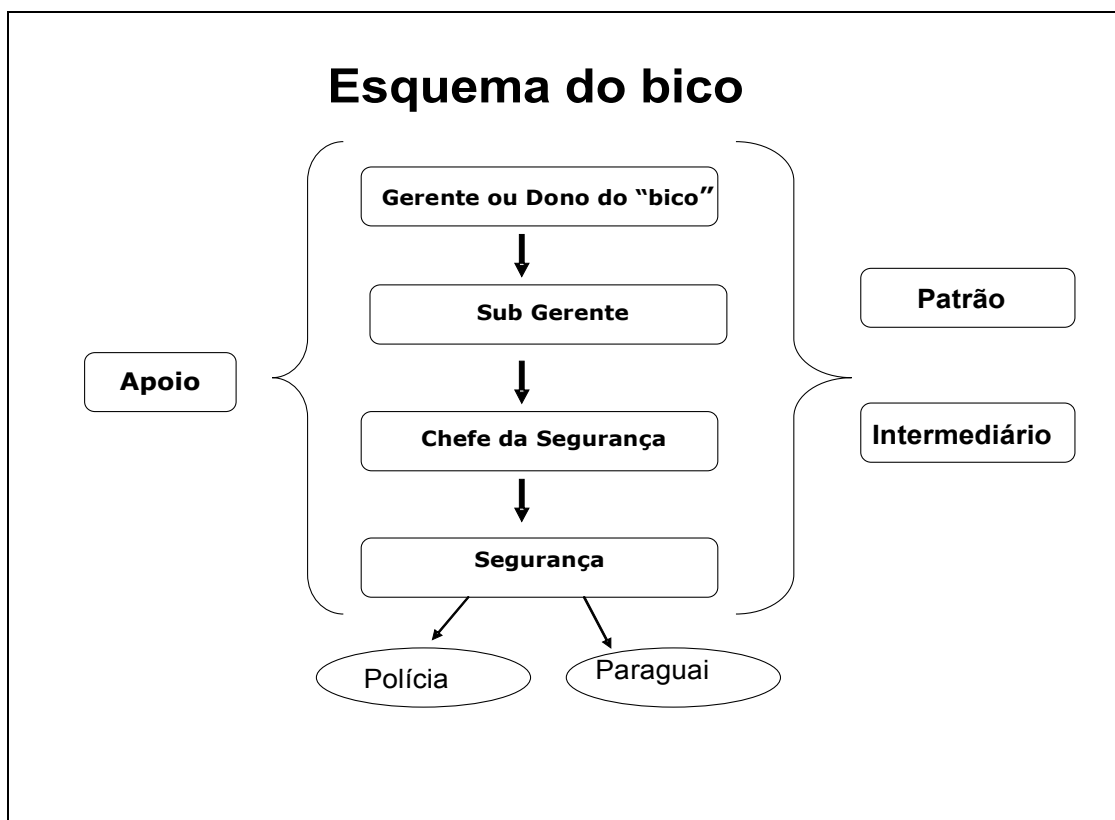 Esquema do bico
Gerente ou Dono do “bico”
Sub Gerente
Patrão
Apoio
Chefe da Segurança
Intermediário
Segurança
Polícia
Paraguai